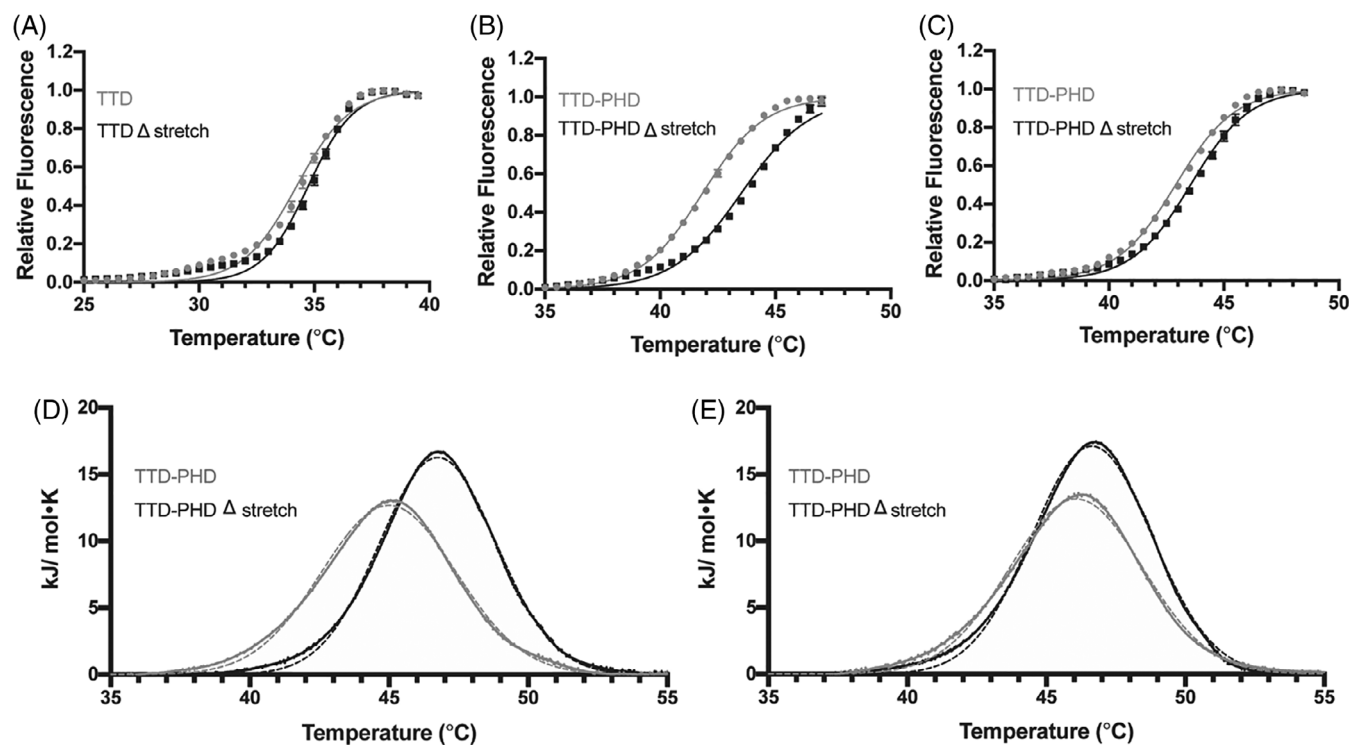 (A)
1.2
1.0
0.8
0.6
0.4
0.2
0.0
Relative Fluorescence
TTD
TTD Δ stretch
25 30 35 40
Temperature (°C)
(B)
1.2
1.0
0.8
0.6
0.4
0.2
0.0
Relative Fluorescence
TTD-PHD
TTD-PHD Δ stretch
35 40 45 50
Temperature (°C)
(C)
1.2
1.0
0.8
0.6
0.4
0.2
0.0
Relative Fluorescence
TTD-PHD
TTD-PHD Δ stretch
35 40 45 50
Temperature (°C)
(D)
20
15
10
5
0
kJ/ mol•K
TTD-PHD
TTD-PHD Δ stretch
35 40 45 50 55
Temperature (°C)
(E)
20
15
10
5
0
kJ/ mol•K
TTD-PHD
TTD-PHD Δ stretch
35 40 45 50 55
Temperature (°C)